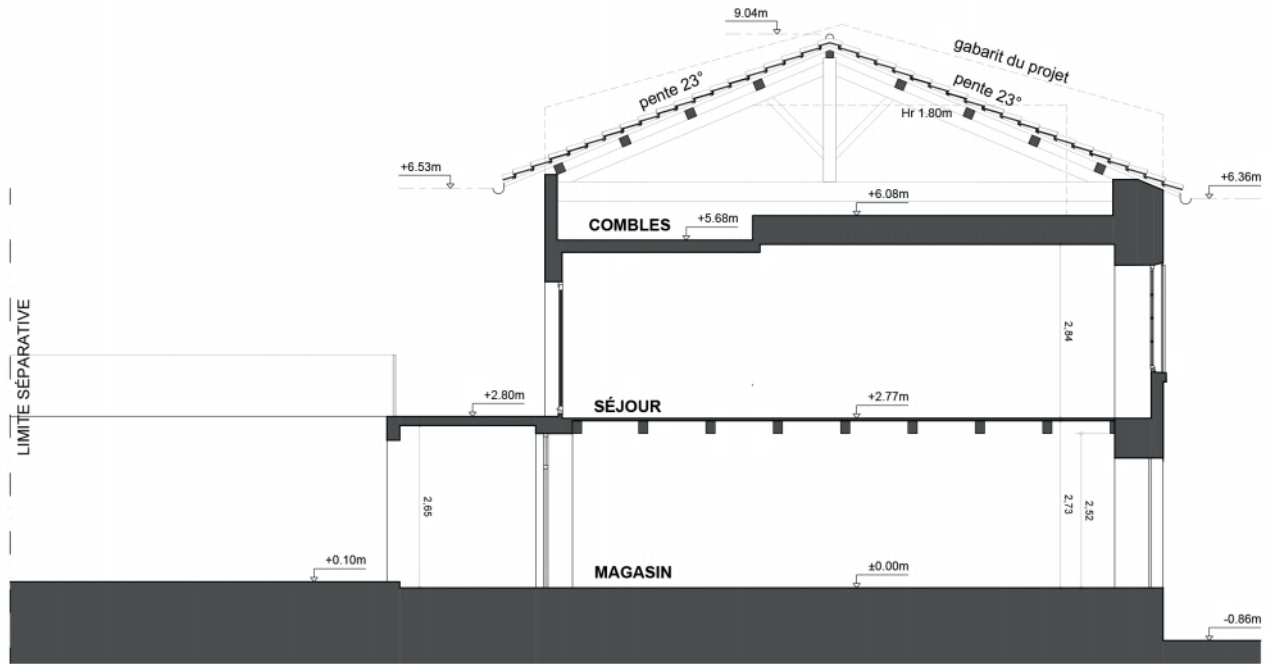 9.04m
gabarit du projet
pente 23°
pente 23°
Hr 1.80m
+6.53m
+6.36m
+6.08m
COMBLES
+5.68m
LIMITE SÉPARATIVE
2,84
+2.80m
SÉJOUR
+2.77m
2,65
2,73
2,52
+0.10m
MAGASIN
±0.00m
-0.86m